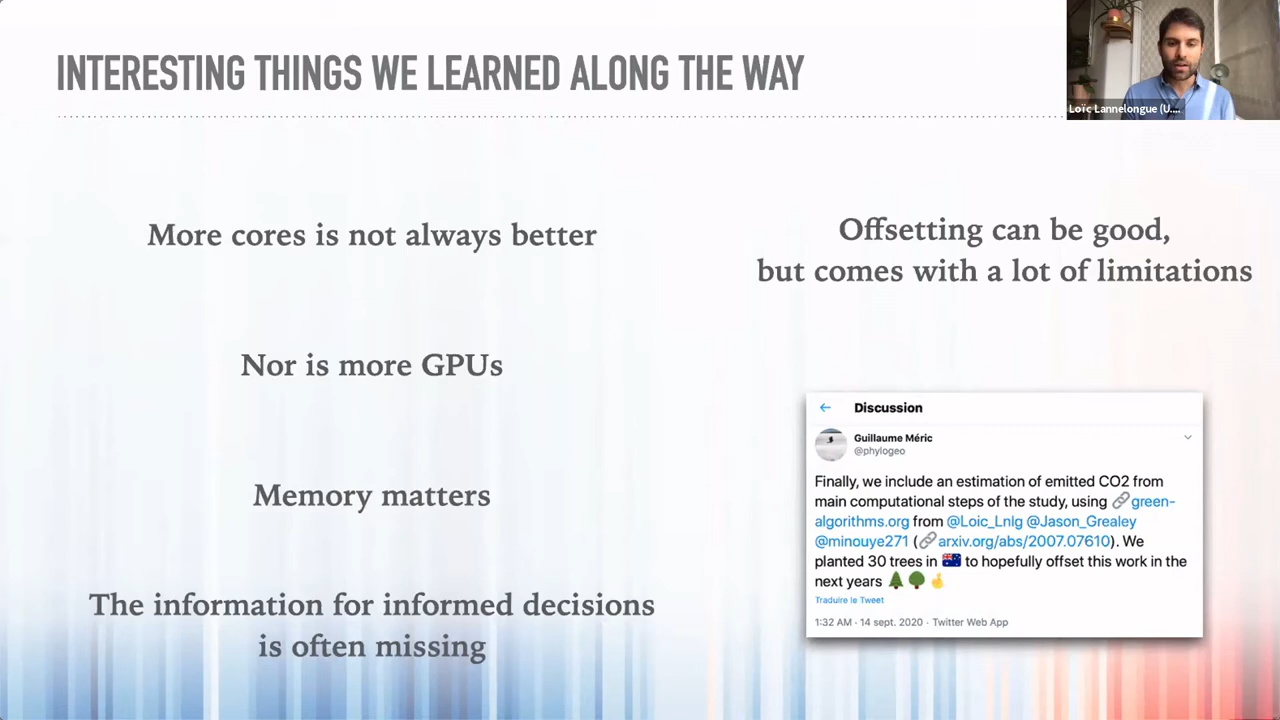 INTERESTING THINGS WE LEARNED ALONG THE WAY
Loïc Lannelongue (U....
More cores is not always better
Nor is more GPUs
Memory matters
The information for informed decisions
is often missing
Offsetting can be good,
but comes with a lot of limitations
Discussion
Guillaume Méric
@phylogeo
Finally, we include an estimation of emitted CO2 from
main computational steps of the study, using 🔗green-
algorithms.org from @Loic_Lnlg @Jason_Grealey
@minouye271 (🔗arxiv.org/abs/2007.07610). We
planted 30 trees in 🇦🇺 to hopefully offset this work in the
next years 🌲🌳🤞
Traduire le Tweet
1:32 AM · 14 sept. 2020 · Twitter Web App